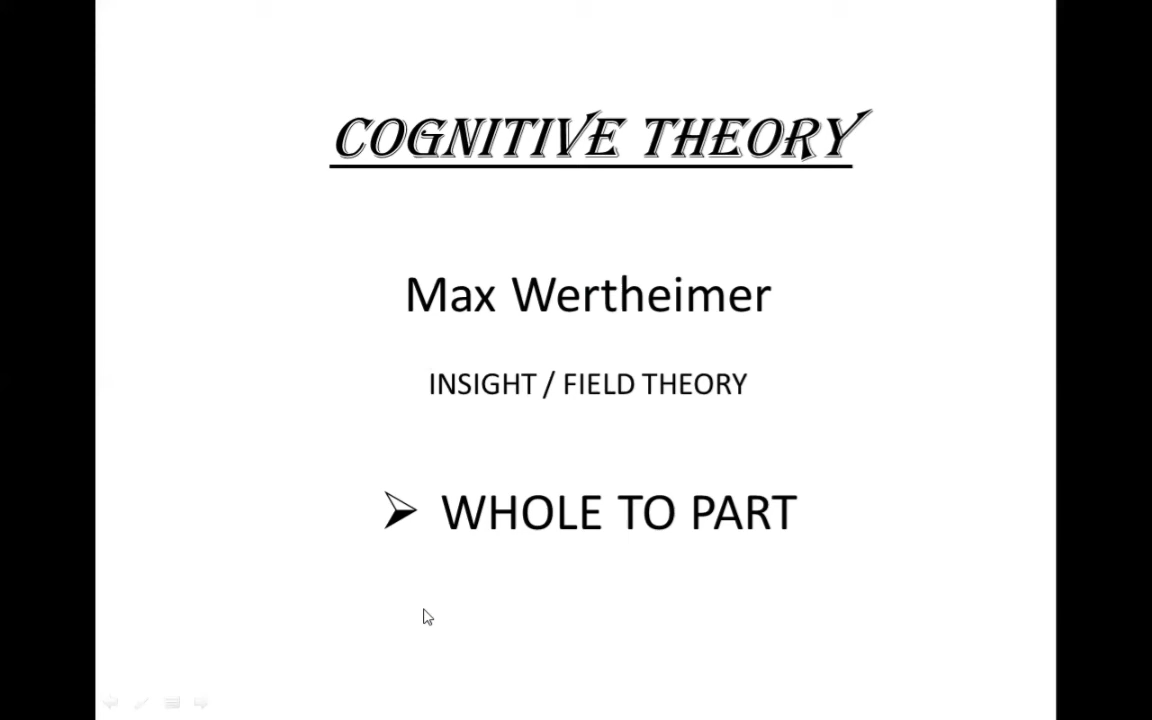 COGNITIVE THEORY
Max Wertheimer
INSIGHT / FIELD THEORY
➢ WHOLE TO PART